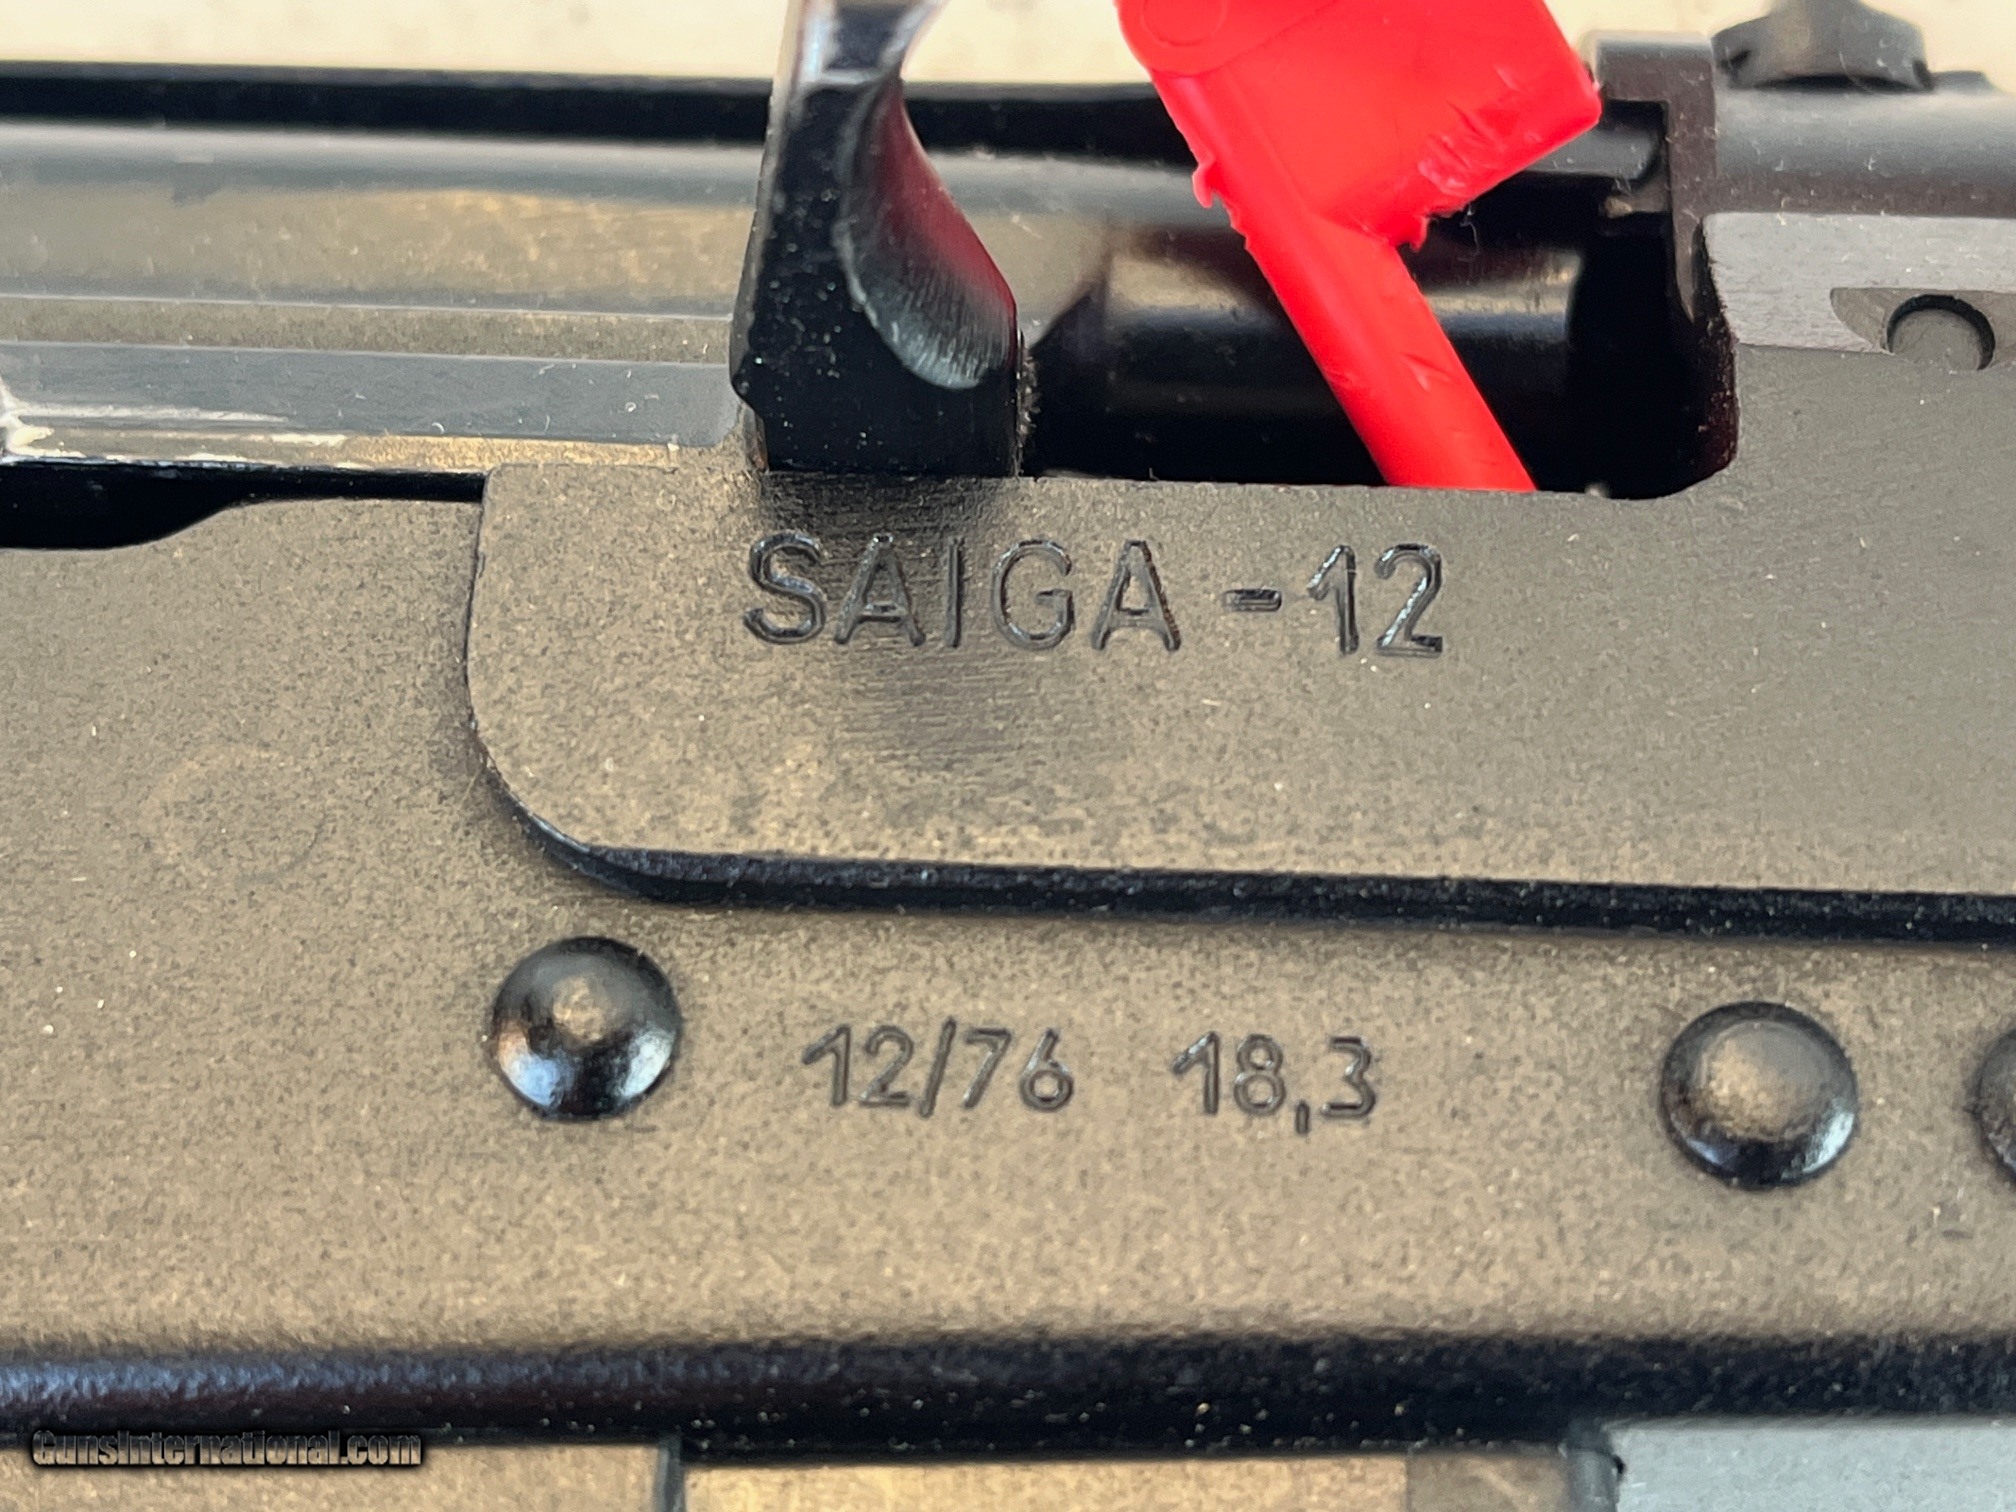 SAIGA-12
12/76 18,3
GunsInternational.com